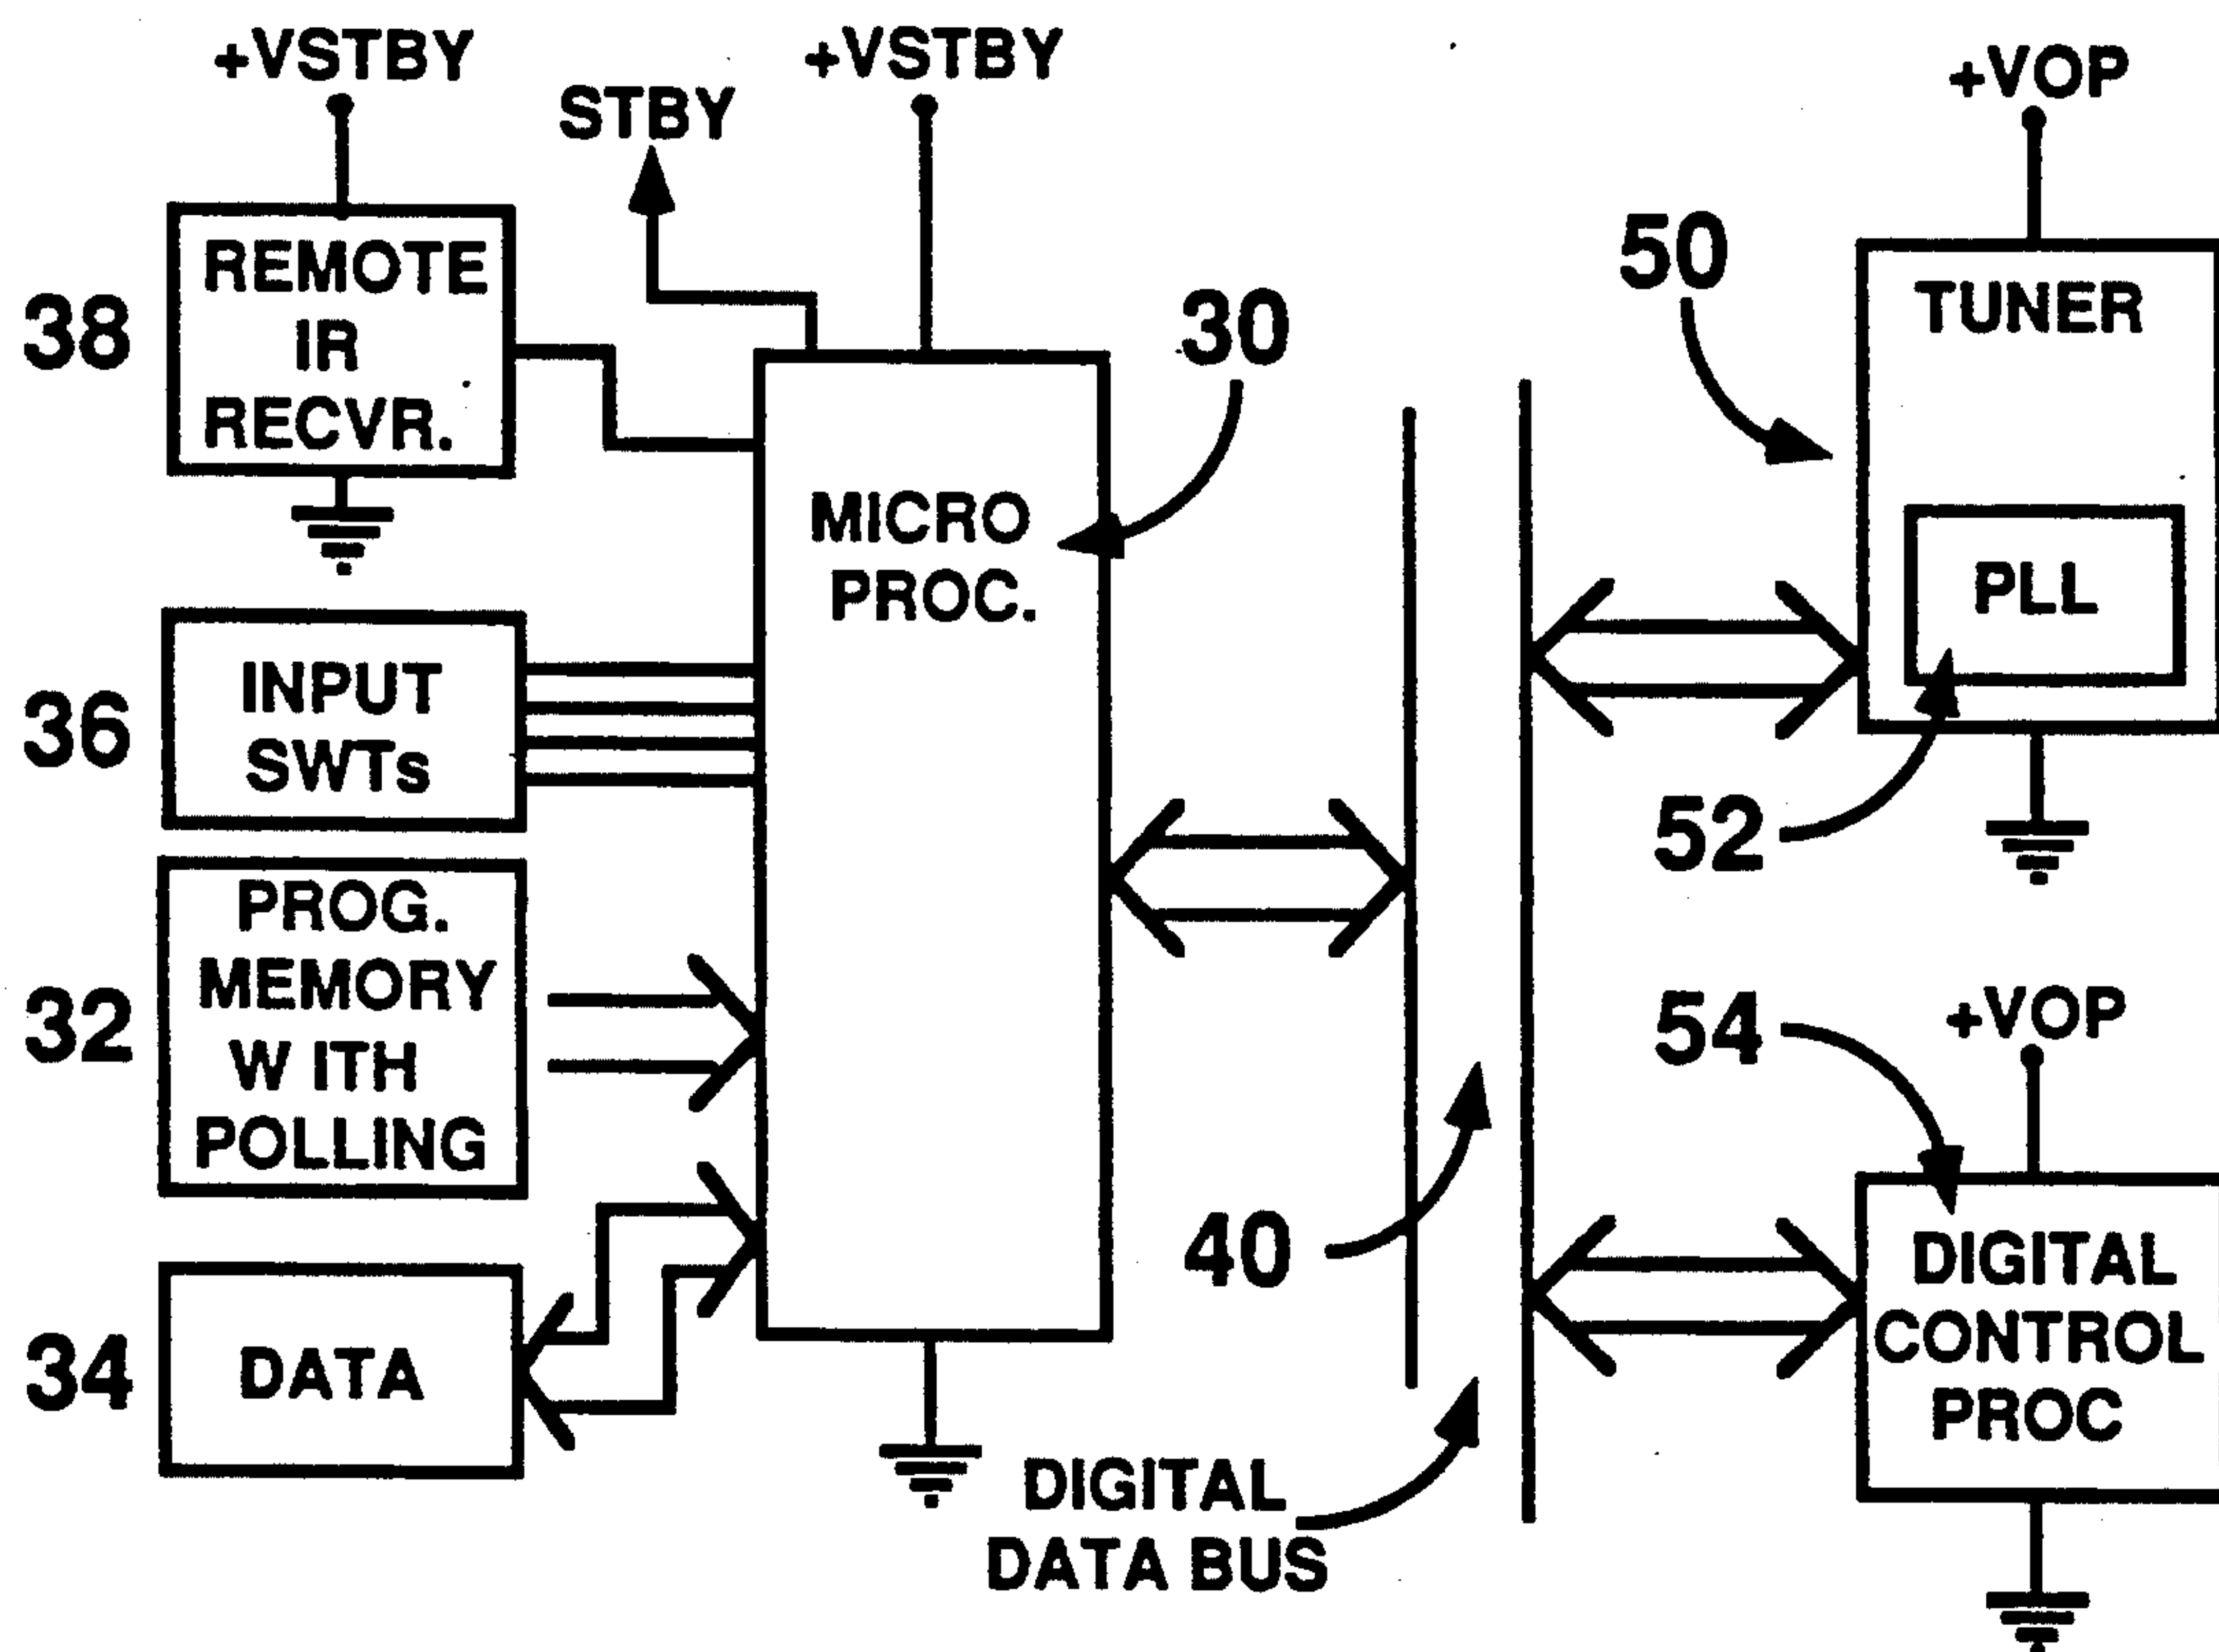 +VSTBY
STBY
+VSTBY
+VOP
38
REMOTE
IR
RECVR.
30
50
TUNER
MICRO
PROC.
PLL
36
INPUT
SWTs
52
32
PROG.
MEMORY
W ITH
POLLING
54
+VOP
40
34
DATA
DIGITAL
CONTROL
PROC
DIGITAL
DATA BUS